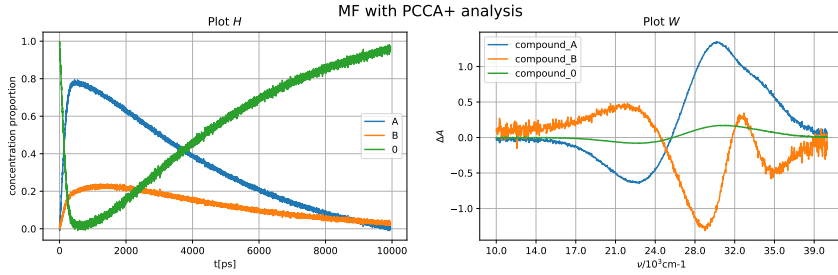 MF with PCCA+ analysis
Plot H
concentration proportion
1.0
0.8
0.6
0.4
0.2
0.0
A
B
0
0
2000
4000
6000
8000
10000
t[ps]
Plot W
ΔA
1.0
0.5
0.0
−0.5
−1.0
compound_A
compound_B
compound_0
10.0
14.0
17.0
21.0
25.0
28.0
32.0
35.0
39.0
ν/10³cm-1